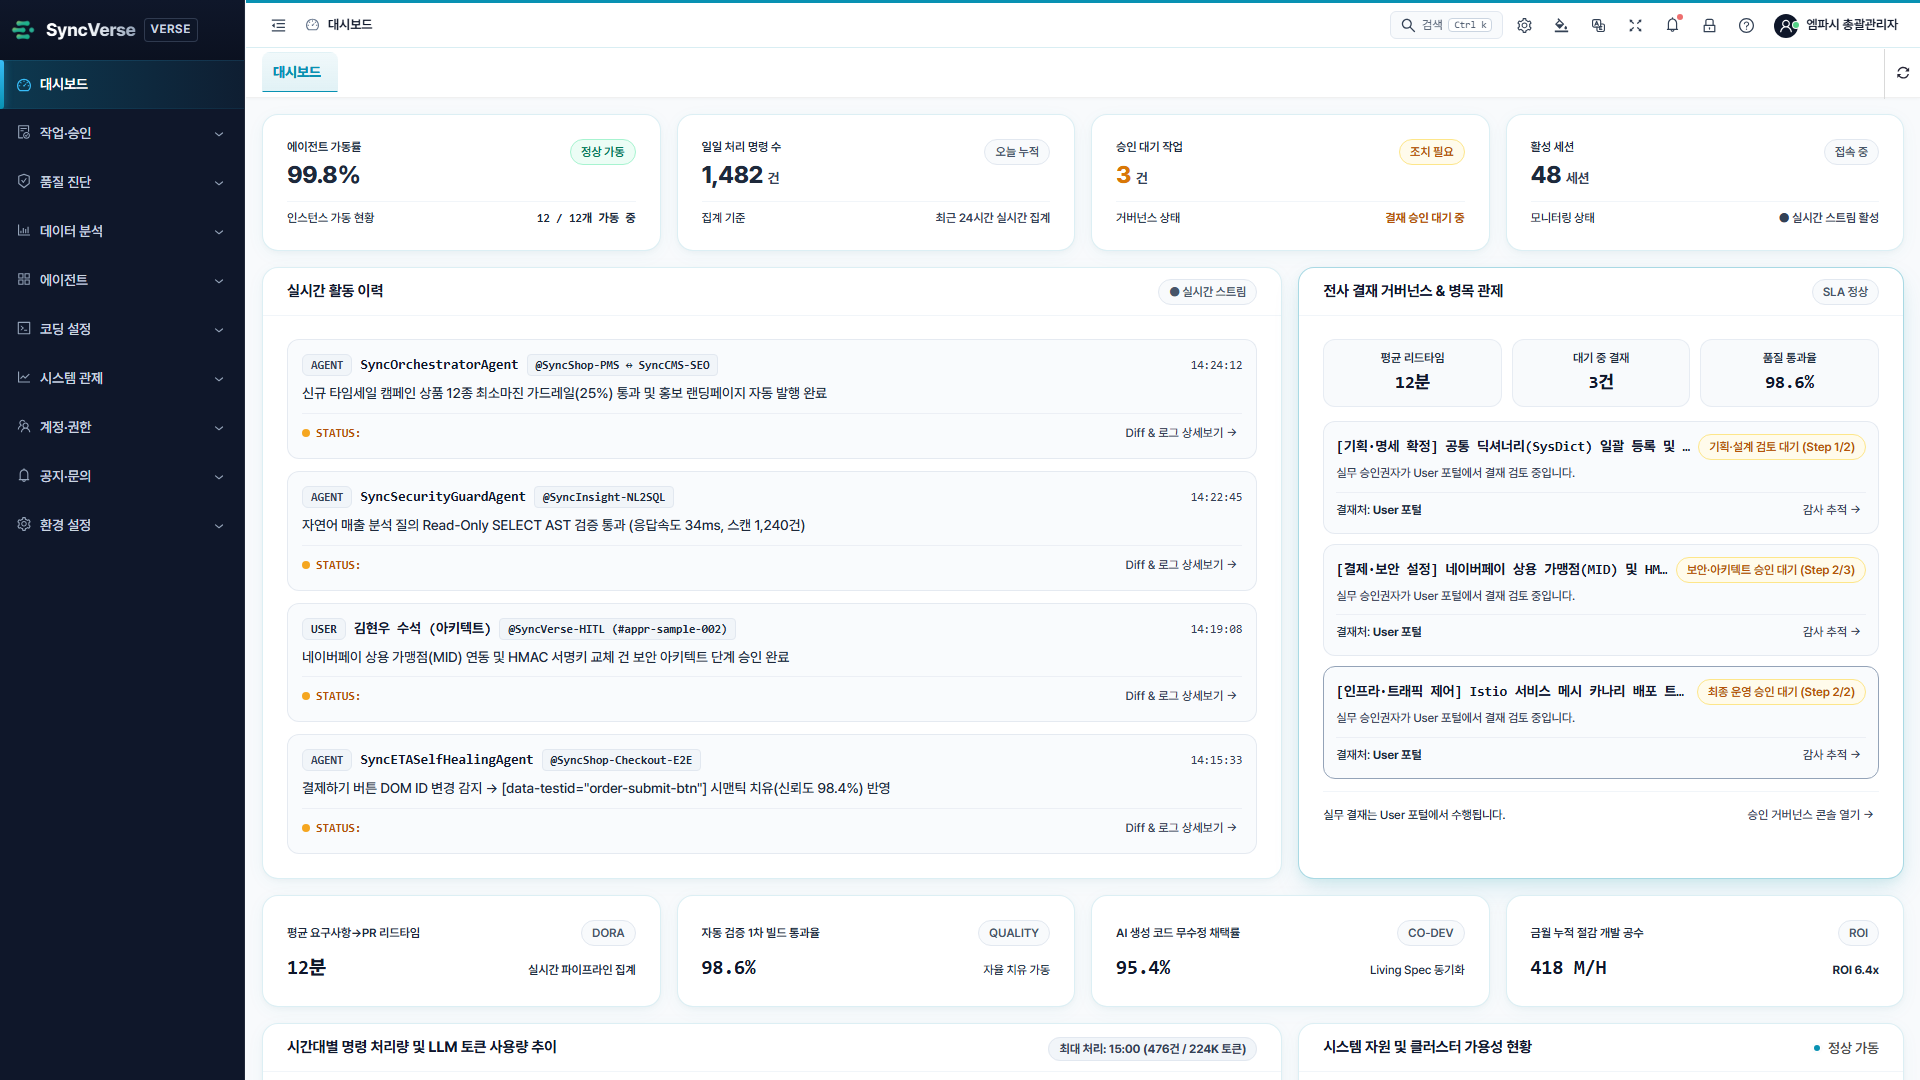 SyncVerse VERSE
대시보드
작업·승인
품질 진단
데이터 분석
에이전트
코딩 설정
시스템 관제
계정·권한
공지·문의
환경 설정
대시보드
검색 Ctrl k
엠파시 총괄관리자
대시보드
에이전트 가동률
정상 가동
99.8%
인스턴스 가동 현황
12 / 12개 가동 중
일일 처리 명령 수
오늘 누적
1,482 건
집계 기준
최근 24시간 실시간 집계
승인 대기 작업
조치 필요
3 건
거버넌스 상태
결재 승인 대기 중
활성 세션
접속 중
48 세션
모니터링 상태
● 실시간 스트림 활성
실시간 활동 이력
● 실시간 스트림
AGENT SyncOrchestratorAgent @SyncShop-PMS ↔ SyncCMS-SEO 14:24:12
신규 타임세일 캠페인 상품 12종 최소마진 가드레일(25%) 통과 및 홍보 랜딩페이지 자동 발행 완료
STATUS: Diff & 로그 상세보기 →
AGENT SyncSecurityGuardAgent @SyncInsight-NL2SQL 14:22:45
자연어 매출 분석 질의 Read-Only SELECT AST 검증 통과 (응답속도 34ms, 스캔 1,240건)
STATUS: Diff & 로그 상세보기 →
USER 김현우 수석 (아키텍트) @SyncVerse-HITL (#appr-sample-002) 14:19:08
네이버페이 상용 가맹점(MID) 연동 및 HMAC 서명키 교체 건 보안 아키텍트 단계 승인 완료
STATUS: Diff & 로그 상세보기 →
AGENT SyncETASelfHealingAgent @SyncShop-Checkout-E2E 14:15:33
결제하기 버튼 DOM ID 변경 감지 → [data-testid="order-submit-btn"] 시맨틱 치유(신뢰도 98.4%) 반영
STATUS: Diff & 로그 상세보기 →
전사 결재 거버넌스 & 병목 관제
SLA 정상
평균 리드타임
12분
대기 중 결재
3건
품질 통과율
98.6%
[기획·명세 확정] 공통 딕셔너리(SysDict) 일괄 등록 및 … 기획·설계 검토 대기 (Step 1/2)
실무 승인권자가 User 포털에서 결재 검토 중입니다.
결재처: User 포털 감사 추적 →
[결제·보안 설정] 네이버페이 상용 가맹점(MID) 및 HM… 보안·아키텍트 승인 대기 (Step 2/3)
실무 승인권자가 User 포털에서 결재 검토 중입니다.
결재처: User 포털 감사 추적 →
[인프라·트래픽 제어] Istio 서비스 메시 카나리 배포 트… 최종 운영 승인 대기 (Step 2/2)
실무 승인권자가 User 포털에서 결재 검토 중입니다.
결재처: User 포털 감사 추적 →
실무 결재는 User 포털에서 수행됩니다. 승인 거버넌스 콘솔 열기 →
평균 요구사항→PR 리드타임
DORA
12분
실시간 파이프라인 집계
자동 검증 1차 빌드 통과율
QUALITY
98.6%
자율 치유 가동
AI 생성 코드 무수정 채택률
CO-DEV
95.4%
Living Spec 동기화
금월 누적 절감 개발 공수
ROI
418 M/H
ROI 6.4x
시간대별 명령 처리량 및 LLM 토큰 사용량 추이
최대 처리: 15:00 (476건 / 224K 토큰)
시스템 자원 및 클러스터 가용성 현황
정상 가동